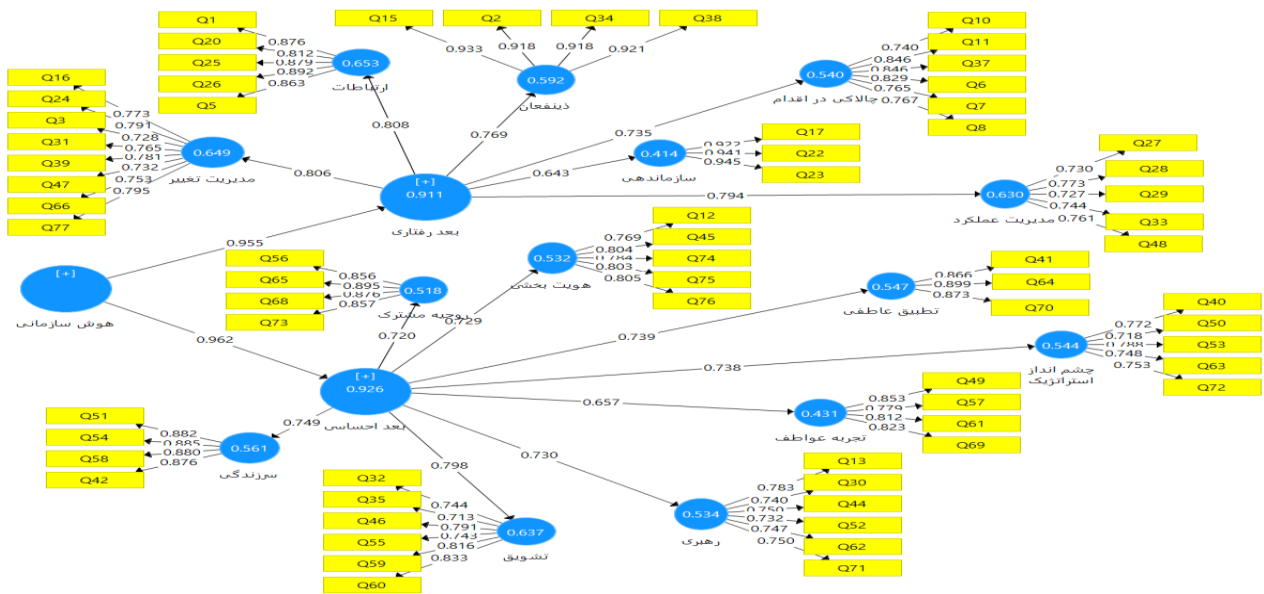 Q1
Q20
Q25
Q26
Q5
0.876
0.812
0.879
0.892
0.863
0.653
ارتباطات
Q15
Q2
Q34
Q38
0.933
0.918
0.918
0.921
0.592
ذینفعان
Q10
Q11
Q37
Q6
Q7
Q8
0.740
0.846
0.846
0.829
0.765
0.767
0.540
چالاکی در اقدام
Q16
Q24
Q3
Q31
Q39
Q47
Q66
Q77
0.773
0.791
0.728
0.765
0.781
0.732
0.753
0.795
0.649
مدیریت تغییر
0.808
0.769
0.735
0.806
0.643
0.794
[+]
0.911
بعد رفتاری
Q17
Q22
Q23
0.941
0.945
0.414
سازماندهی
Q27
Q28
Q29
Q33
Q48
0.730
0.773
0.727
0.744
0.761
0.630
مدیریت عملکرد
0.955
[+]
هوش سازمانی
0.962
Q12
Q45
Q74
Q75
Q76
0.769
0.804
0.784
0.803
0.805
0.532
هویت بخشی
Q56
Q65
Q68
Q73
0.856
0.895
0.876
0.857
0.518
روحیه مشترک
Q41
Q64
Q70
0.866
0.899
0.873
0.547
تطبیق عاطفی
Q40
Q50
Q53
Q63
Q72
0.772
0.718
0.788
0.748
0.753
0.544
چشم انداز
استراتژیک
0.729
0.720
0.739
0.738
0.657
0.749
0.798
0.730
[+]
0.926
بعد احساسی
Q49
Q57
Q61
Q69
0.853
0.779
0.812
0.823
0.431
تجربه عواطف
Q51
Q54
Q58
Q42
0.882
0.885
0.880
0.876
0.561
سرزندگی
Q32
Q35
Q46
Q55
Q59
Q60
0.744
0.713
0.791
0.743
0.816
0.833
0.637
تشویق
Q13
Q30
Q44
Q52
Q62
Q71
0.783
0.740
0.750
0.732
0.747
0.750
0.534
رهبری